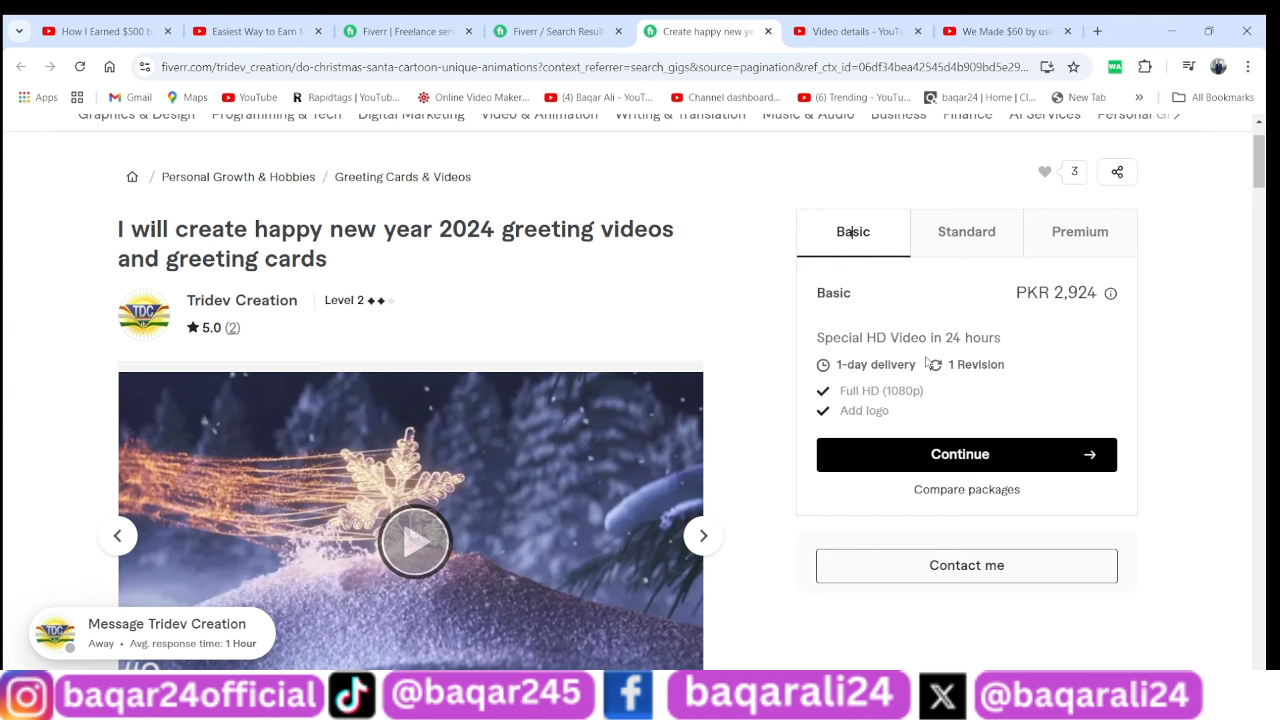 How I Earned $500 b
Easiest Way to Earn M
Fiverr | Freelance serv
Fiverr / Search Result
Create happy new ye
Video details - YouTu
We Made $60 by usin
fiverr.com/tridev_creation/do-christmas-santa-cartoon-unique-animations?context_referrer=search_gigs&source=pagination&ref_ctx_id=06df34bea42545d4b909bd5e29...
Apps
Gmail
Maps
YouTube
Rapidtags | YouTub...
Online Video Maker...
(4) Baqar Ali - YouT...
Channel dashboard...
(6) Trending - YouTu...
baqar24 | Home | Cl...
New Tab
All Bookmarks
Graphics & Design
Programming & Tech
Digital Marketing
Video & Animation
Writing & Translation
Music & Audio
Business
Finance
AI Services
Personal Gr
Personal Growth & Hobbies / Greeting Cards & Videos
3
I will create happy new year 2024 greeting videos
and greeting cards
TDC
Tridev Creation
Level 2
5.0 (2)
Basic
Standard
Premium
Basic
PKR 2,924
Special HD Video in 24 hours
1-day delivery
1 Revision
Full HD (1080p)
Add logo
Continue
Compare packages
Contact me
TDC
Message Tridev Creation
Away • Avg. response time: 1 Hour
baqar24official
@baqar245
baqarali24
@baqarali24